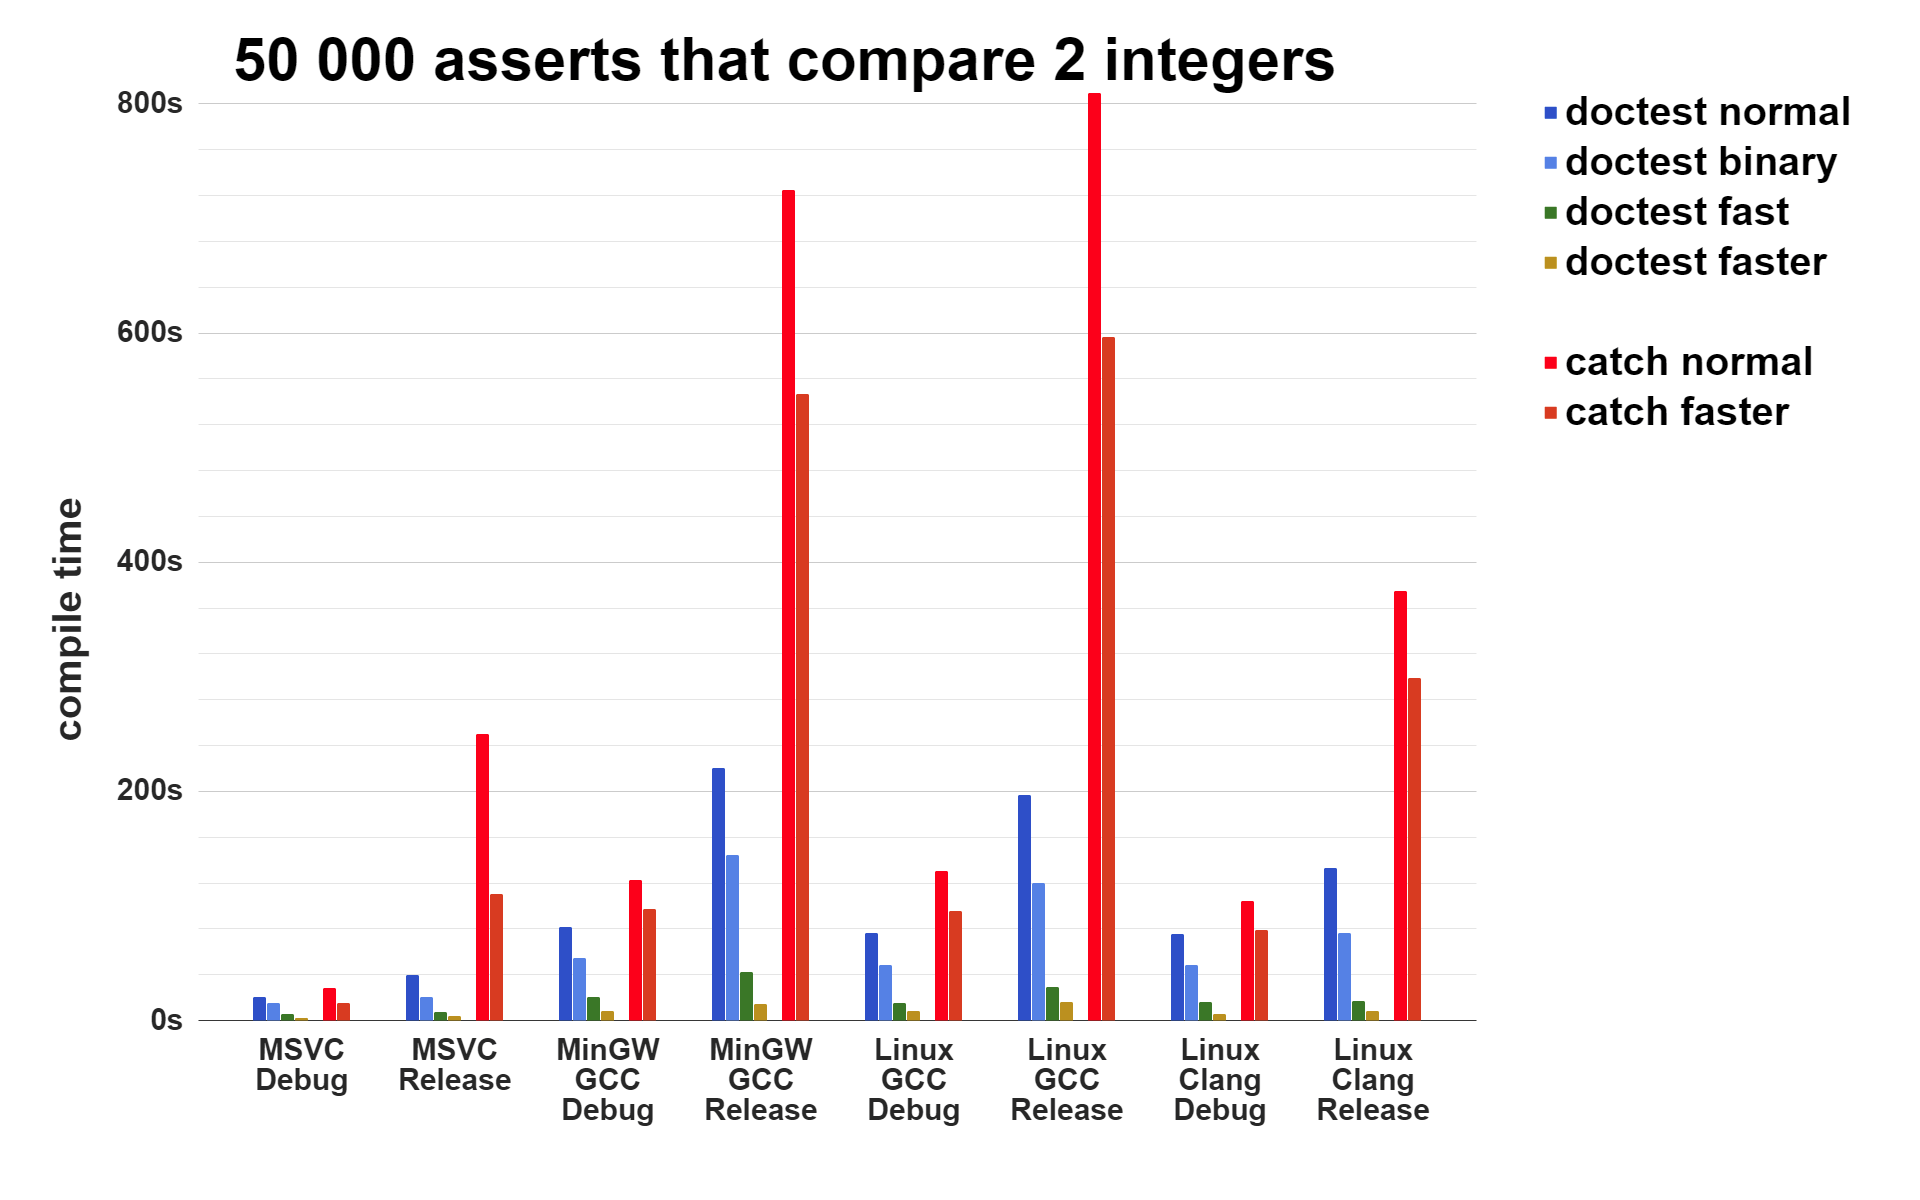 50 000 asserts that compare 2 integers
800s
600s
400s
200s
0s
compile time
MSVC
Debug
MSVC
Release
MinGW
GCC
Debug
MinGW
GCC
Release
Linux
GCC
Debug
Linux
GCC
Release
Linux
Clang
Debug
Linux
Clang
Release
doctest normal
doctest binary
doctest fast
doctest faster
catch normal
catch faster